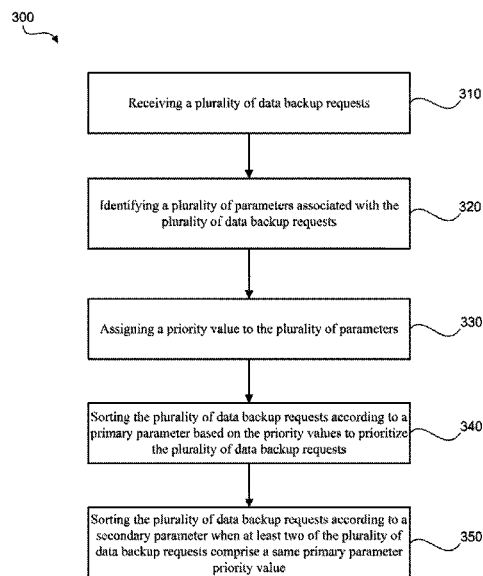 300
Receiving a plurality of data backup requests
310
Identifying a plurality of parameters associated with the
plurality of data backup requests
320
Assigning a priority value to the plurality of parameters
330
Sorting the plurality of data backup requests according to a
primary parameter based on the priority values to prioritize
the plurality of data backup requests
340
Sorting the plurality of data backup requests according to a
secondary parameter when at least two of the plurality of
data backup requests comprise a same primary parameter
priority value
350